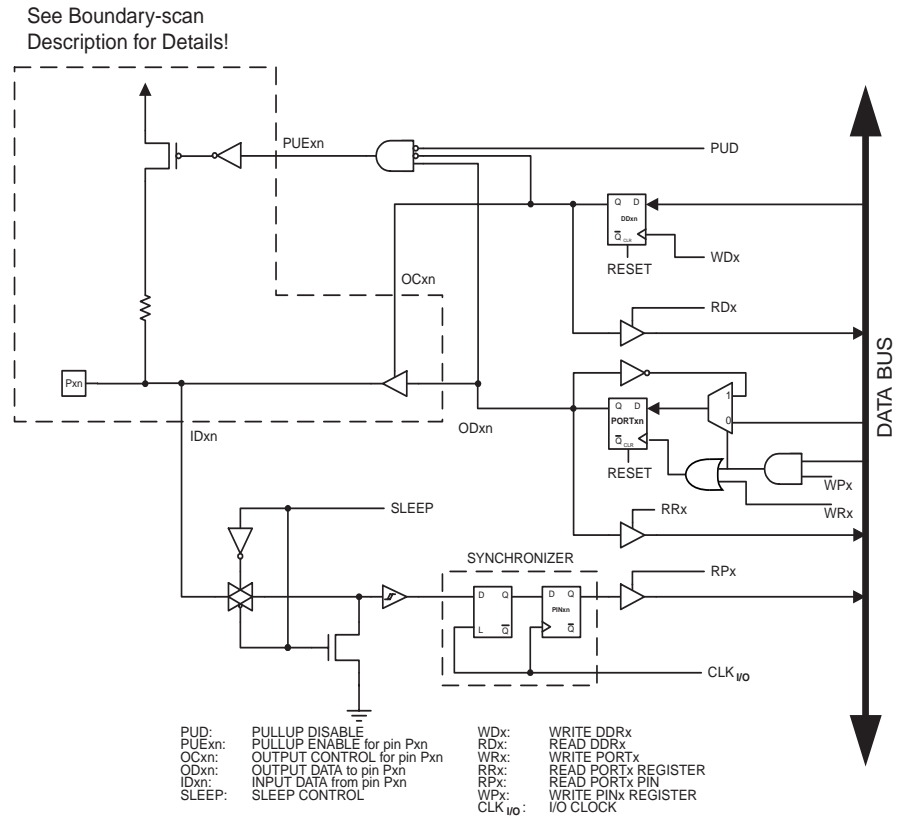 See Boundary-scan
Description for Details!
PUExn
PUD
Q D
DDxn
Q CLR
WDx
RESET
OCxn
RDx
Pxn
ODxn
IDxn
1
0
Q D
PORTxn
Q CLR
RESET
WPx
WRx
RRx
SLEEP
SYNCHRONIZER
RPx
D Q
L Q
D Q
PINxn
Q
CLK I/O
DATA BUS
PUD: PULLUP DISABLE
PUExn: PULLUP ENABLE for pin Pxn
OCxn: OUTPUT CONTROL for pin Pxn
ODxn: OUTPUT DATA to pin Pxn
IDxn: INPUT DATA from pin Pxn
SLEEP: SLEEP CONTROL
WDx: WRITE DDRx
RDx: READ DDRx
WRx: WRITE PORTx
RRx: READ PORTx REGISTER
RPx: READ PORTx PIN
WPx: WRITE PINx REGISTER
CLK I/O: I/O CLOCK